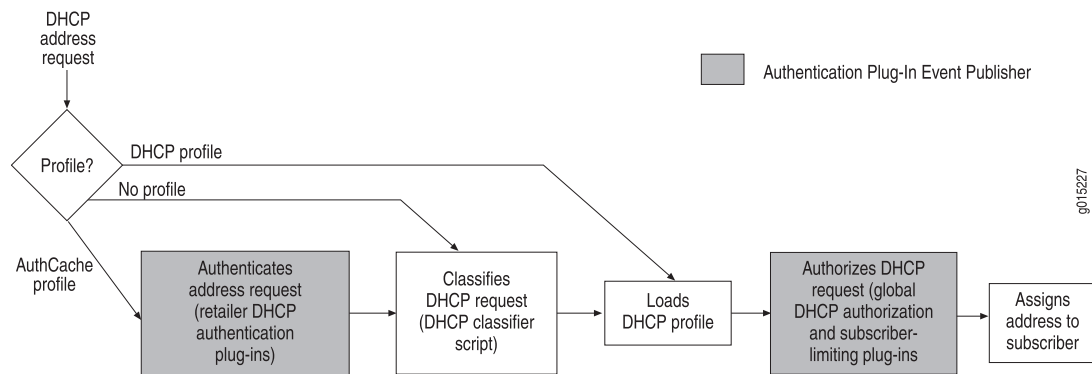 DHCP
address
request
Authentication Plug-In Event Publisher
Profile?
DHCP profile
No profile
AuthCache
profile
Authenticates
address request
(retailer DHCP
authentication
plug-ins)
Classifies
DHCP request
(DHCP classifier
script)
Loads
DHCP profile
Authorizes DHCP
request (global
DHCP authorization
and subscriber-
limiting plug-ins
Assigns
address to
subscriber
g015227